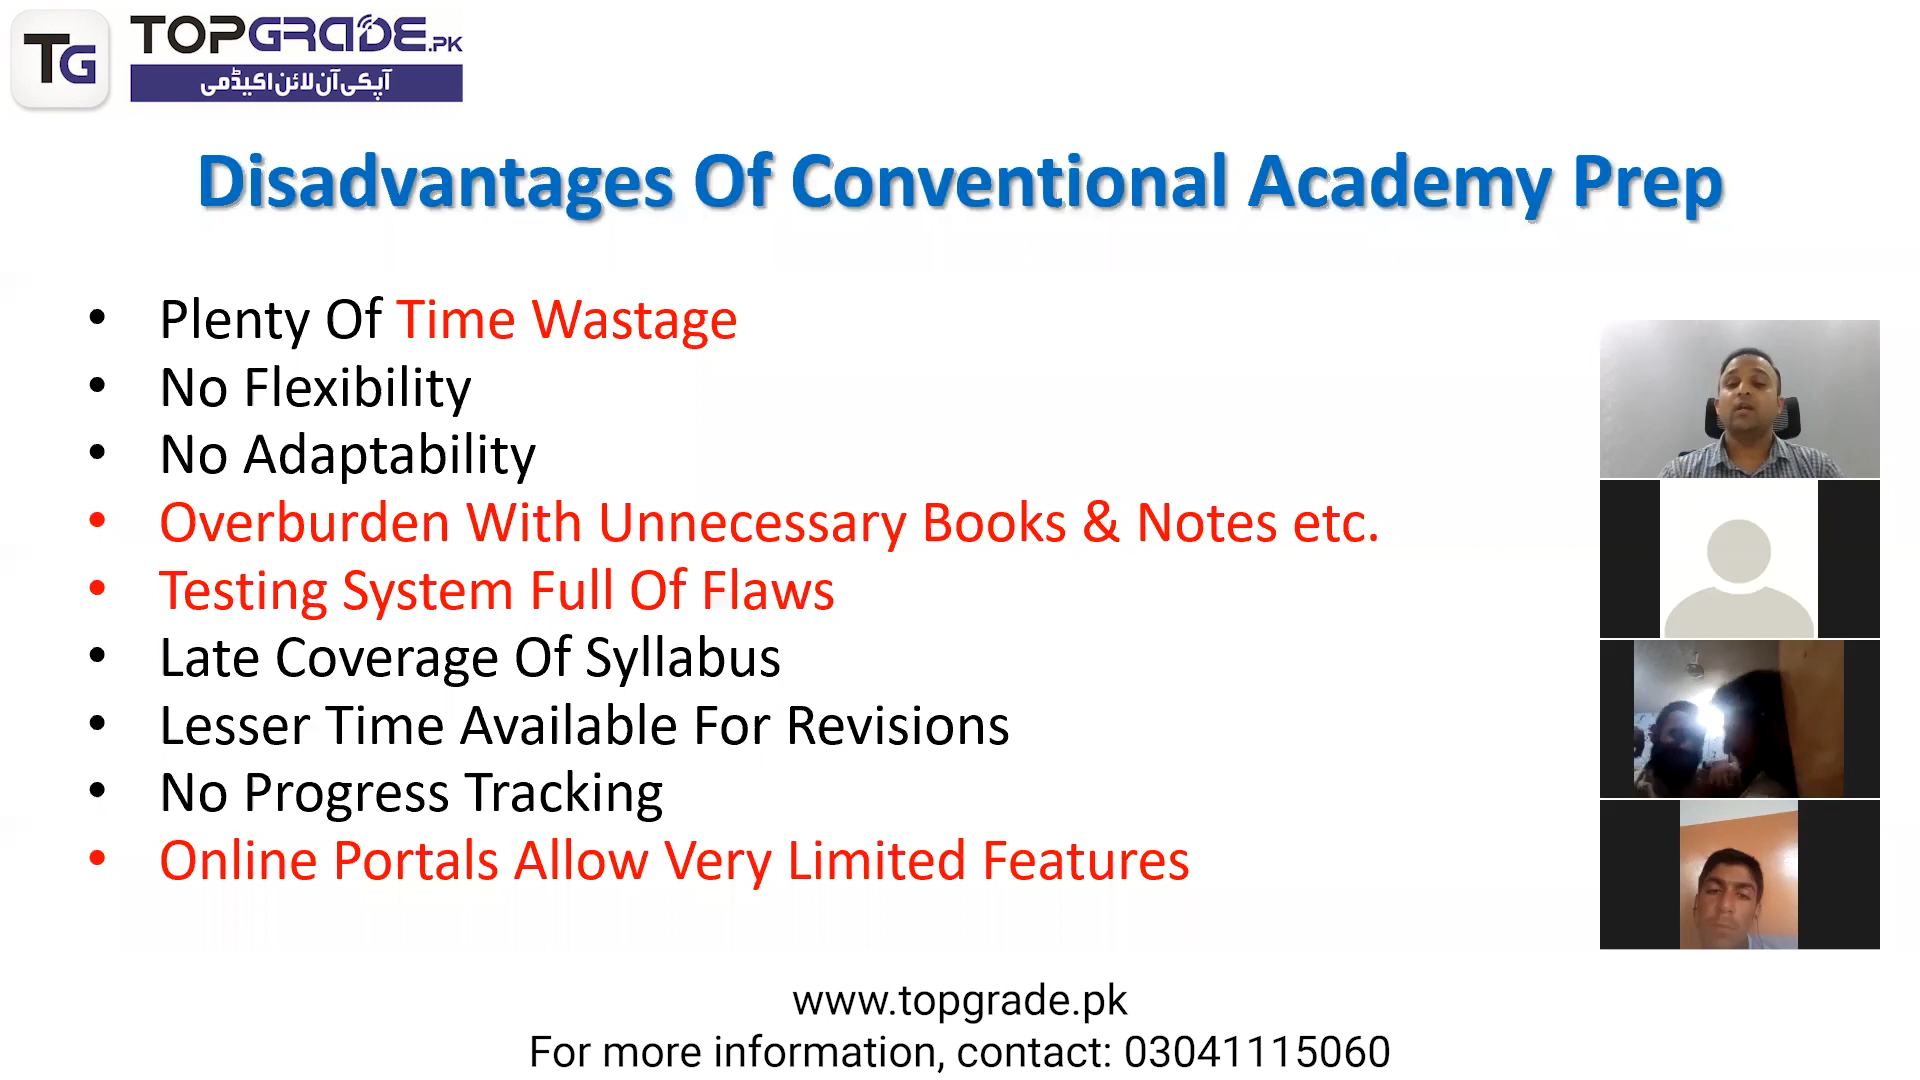 TG
TOPGRADE.PK
آپکی آن لائن اکیڈمی
Disadvantages Of Conventional Academy Prep
• Plenty Of Time Wastage
• No Flexibility
• No Adaptability
• Overburden With Unnecessary Books & Notes etc.
• Testing System Full Of Flaws
• Late Coverage Of Syllabus
• Lesser Time Available For Revisions
• No Progress Tracking
• Online Portals Allow Very Limited Features
www.topgrade.pk
For more information, contact: 03041115060